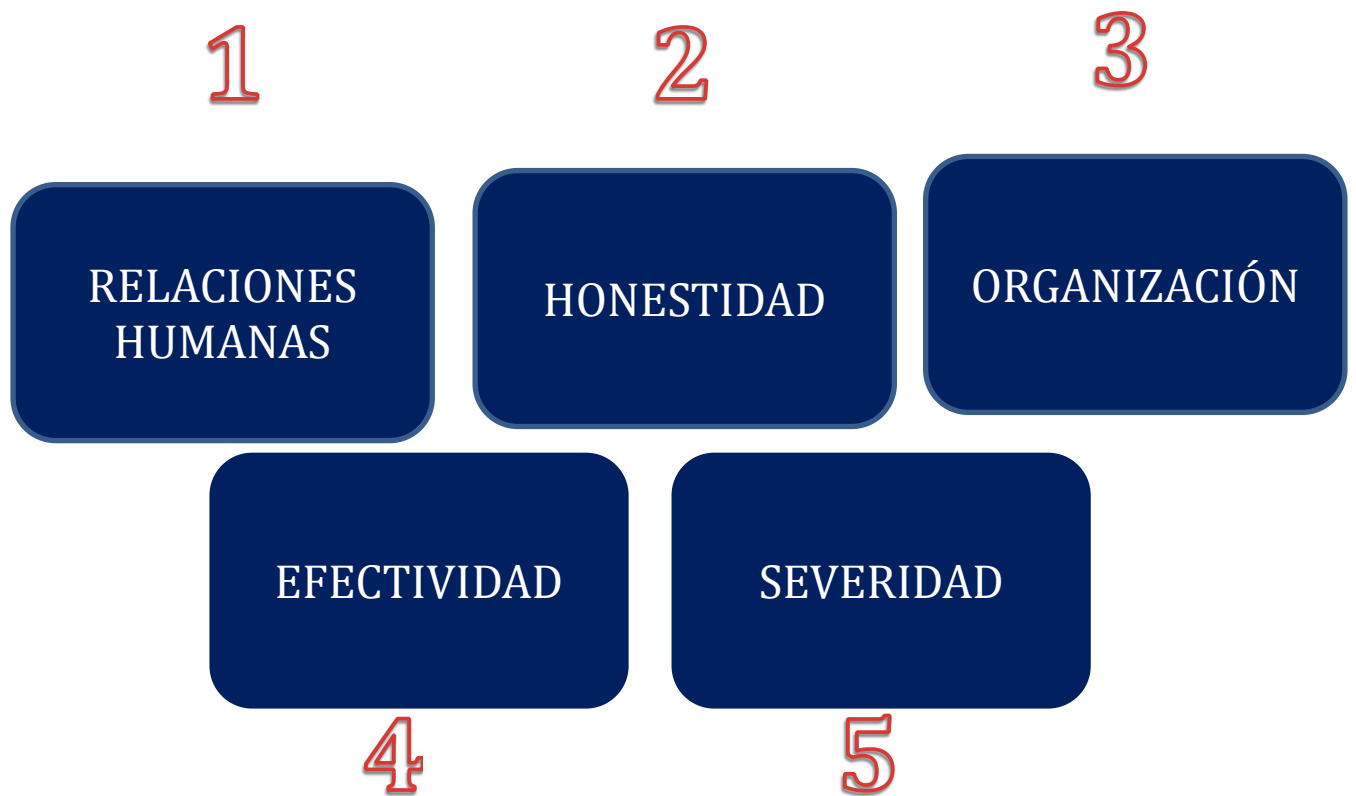 1
2
3
RELACIONES
HUMANAS
HONESTIDAD
ORGANIZACIÓN
EFECTIVIDAD
SEVERIDAD
4
5